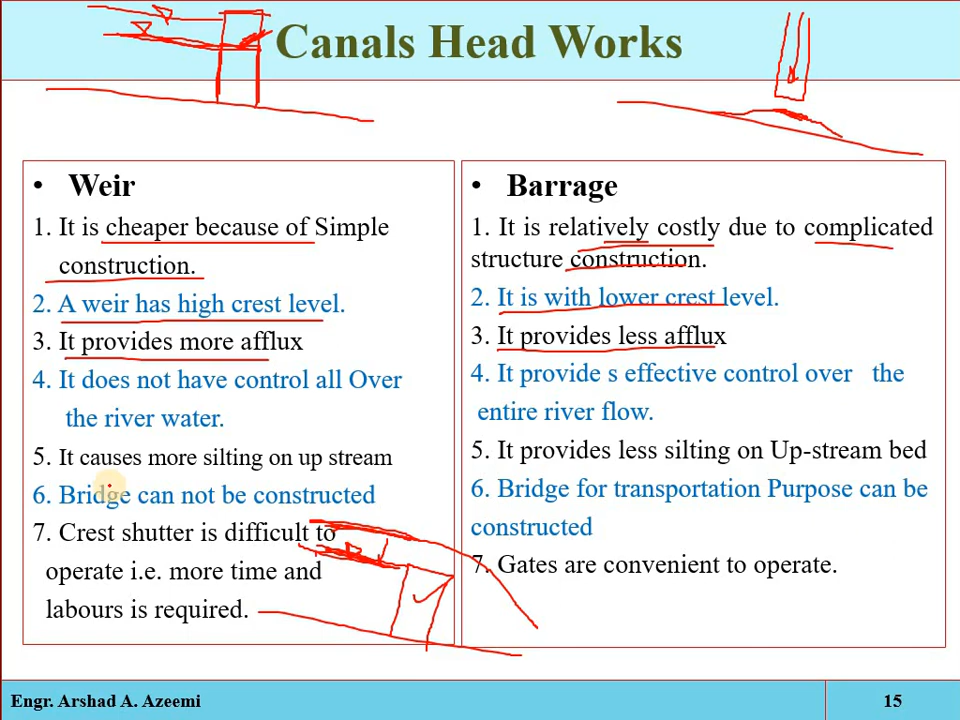 Canals Head Works
• Weir
1. It is cheaper because of Simple
construction.
2. A weir has high crest level.
3. It provides more afflux
4. It does not have control all Over
the river water.
5. It causes more silting on up stream
6. Bridge can not be constructed
7. Crest shutter is difficult to
operate i.e. more time and
labours is required.
• Barrage
1. It is relatively costly due to complicated
structure construction.
2. It is with lower crest level.
3. It provides less afflux
4. It provide s effective control over the
entire river flow.
5. It provides less silting on Up-stream bed
6. Bridge for transportation Purpose can be
constructed
7. Gates are convenient to operate.
Engr. Arshad A. Azeemi
15